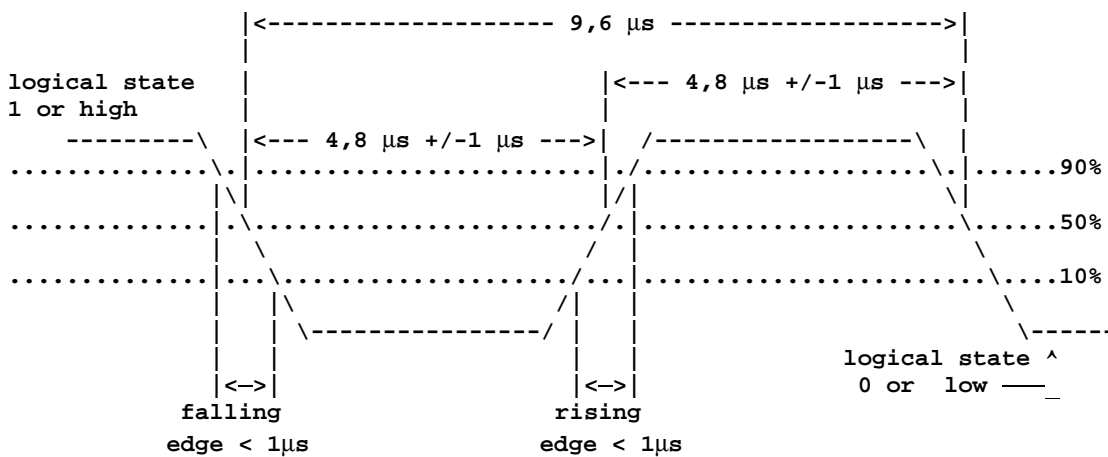 9,6 µs
logical state
4,8 µs +/-1 µs
1 or high
4,8 µs +/-1 µs
90%
50%
10%
logical state
0 or low
falling
rising
edge < 1µs
edge < 1µs